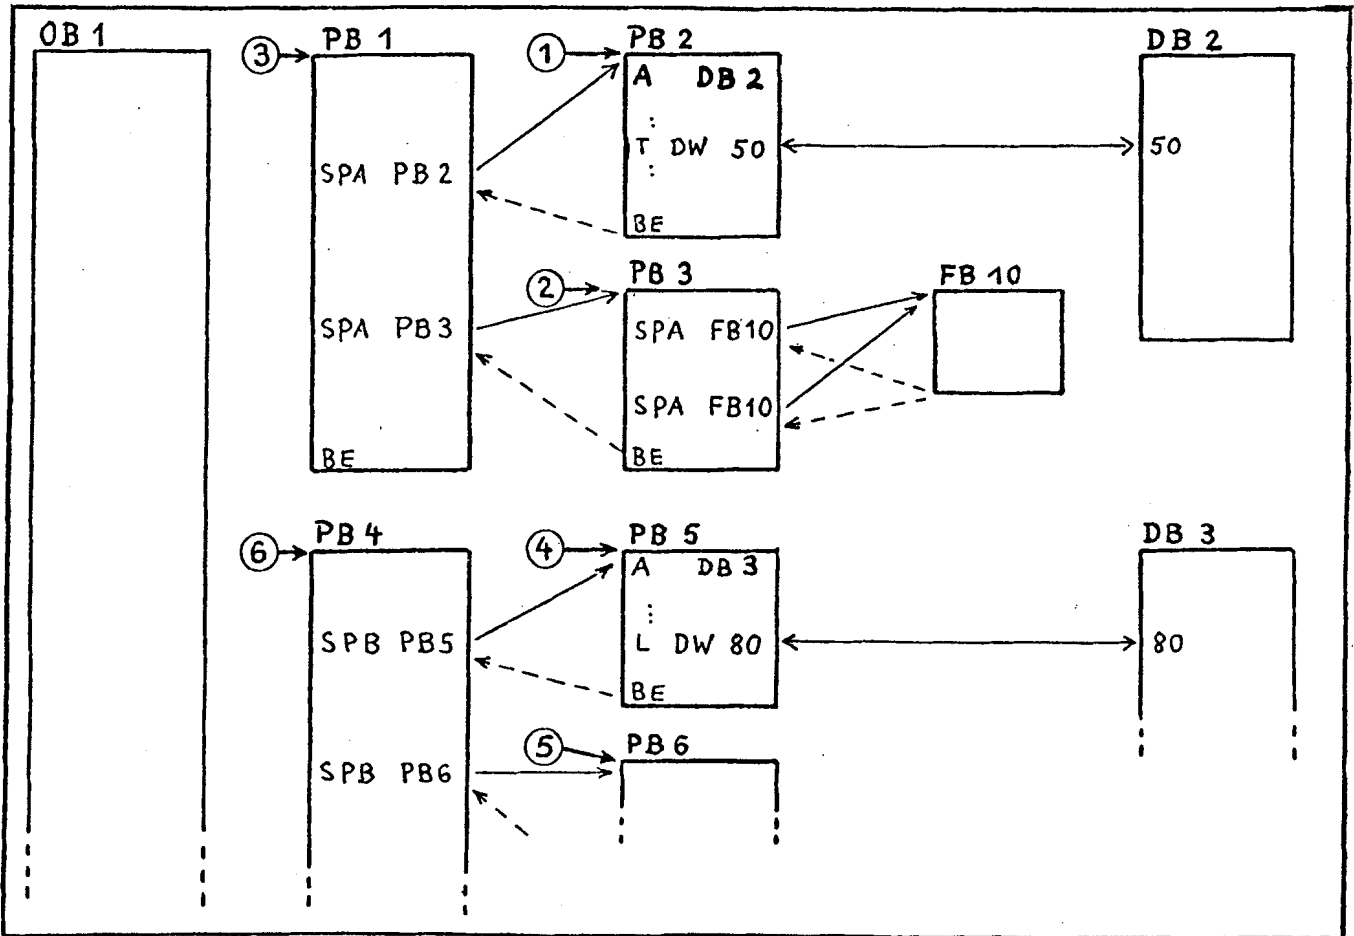 OB 1
③ PB 1
SPA PB 2
SPA PB 3
BE
① PB 2
A DB 2
:
T DW 50
:
BE
DB 2
50
② PB 3
SPA FB10
SPA FB10
BE
FB 10
⑥ PB 4
SPB PB5
SPB PB6
④ PB 5
A DB 3
⋮
L DW 80
BE
DB 3
80
⑤ PB 6